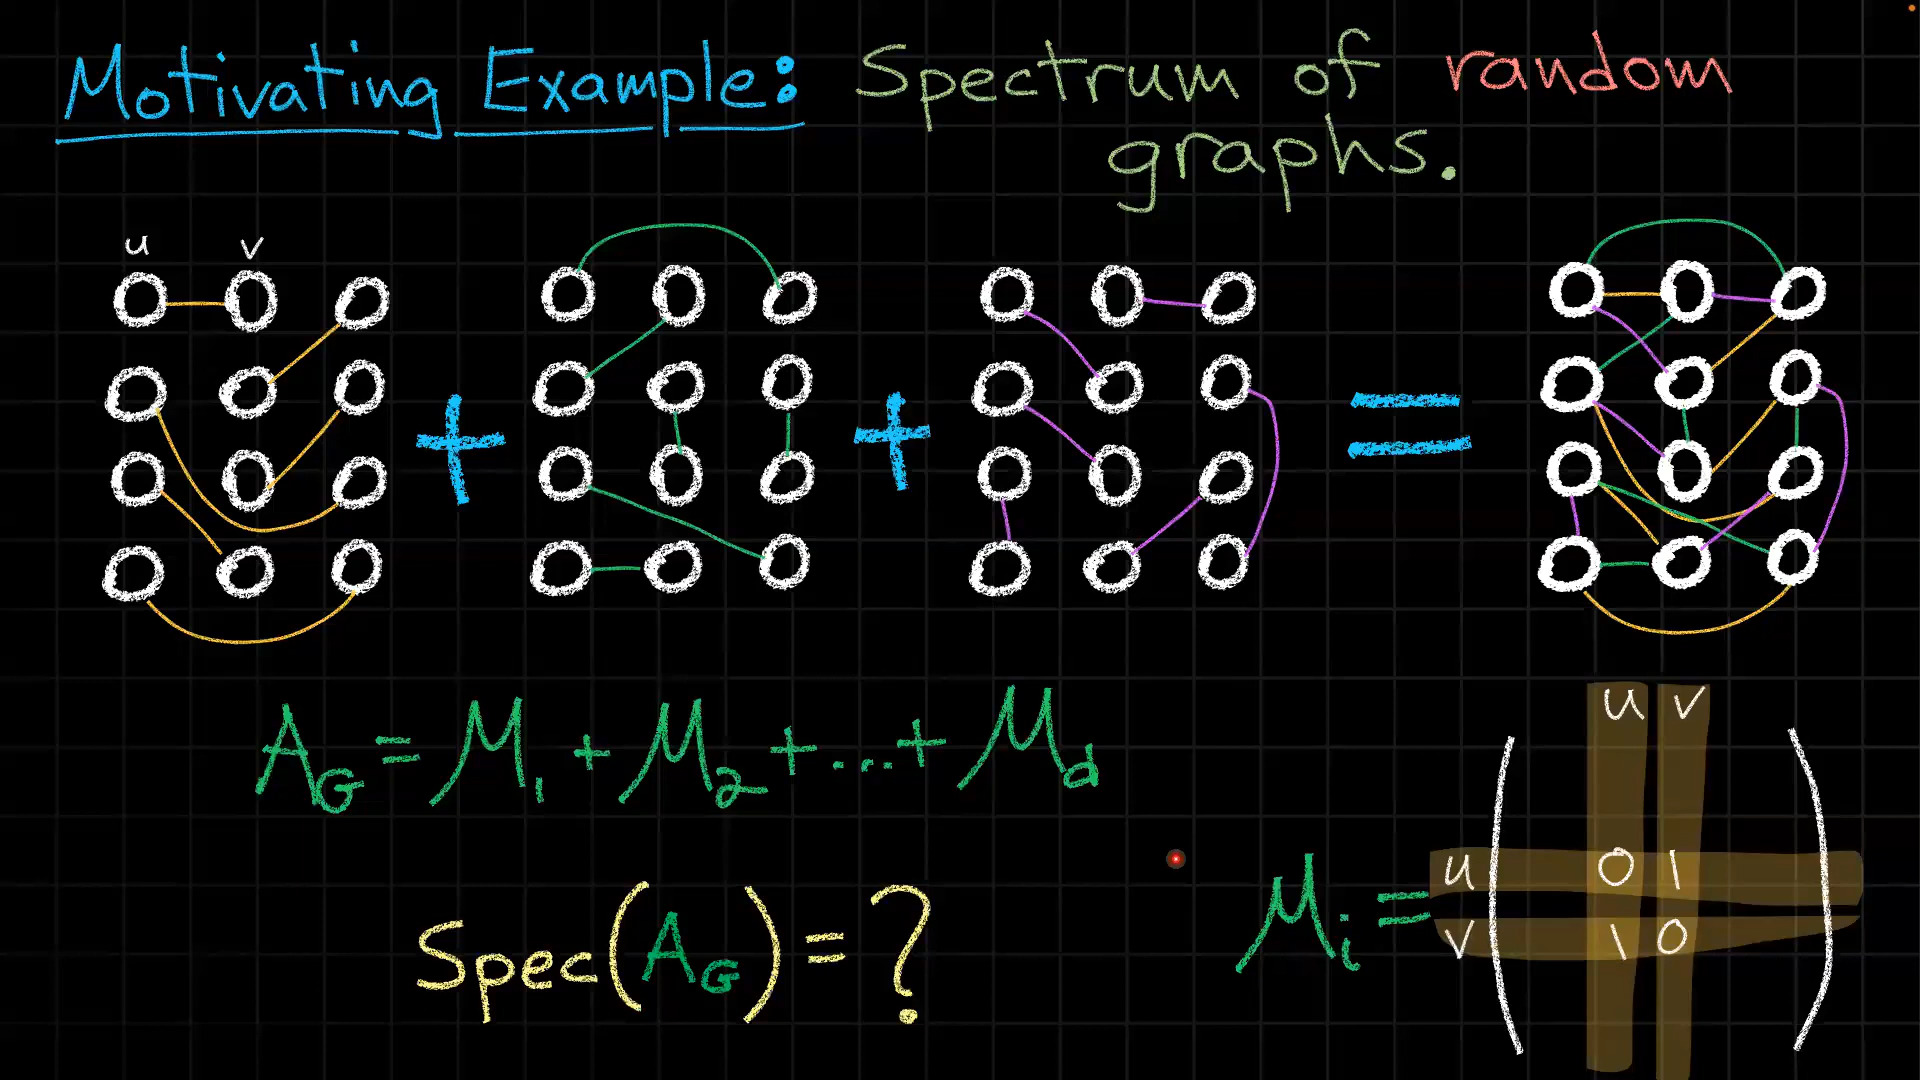 Motivating Example: Spectrum of random
graphs.
u v
+ + =
A_G = M_1 + M_2 + ... + M_d
u v
u 0 1
M_i =
v 1 0
Spec(A_G) = ?